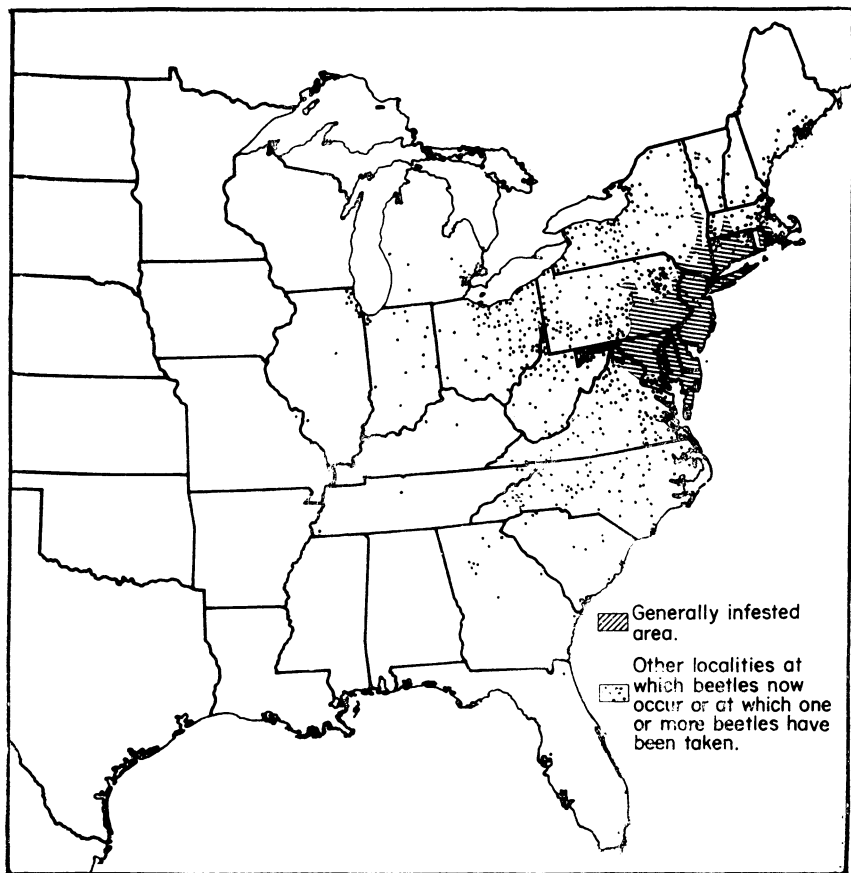 Generally infested
area.
Other localities at
which beetles now
occur or at which one
or more beetles have
been taken.